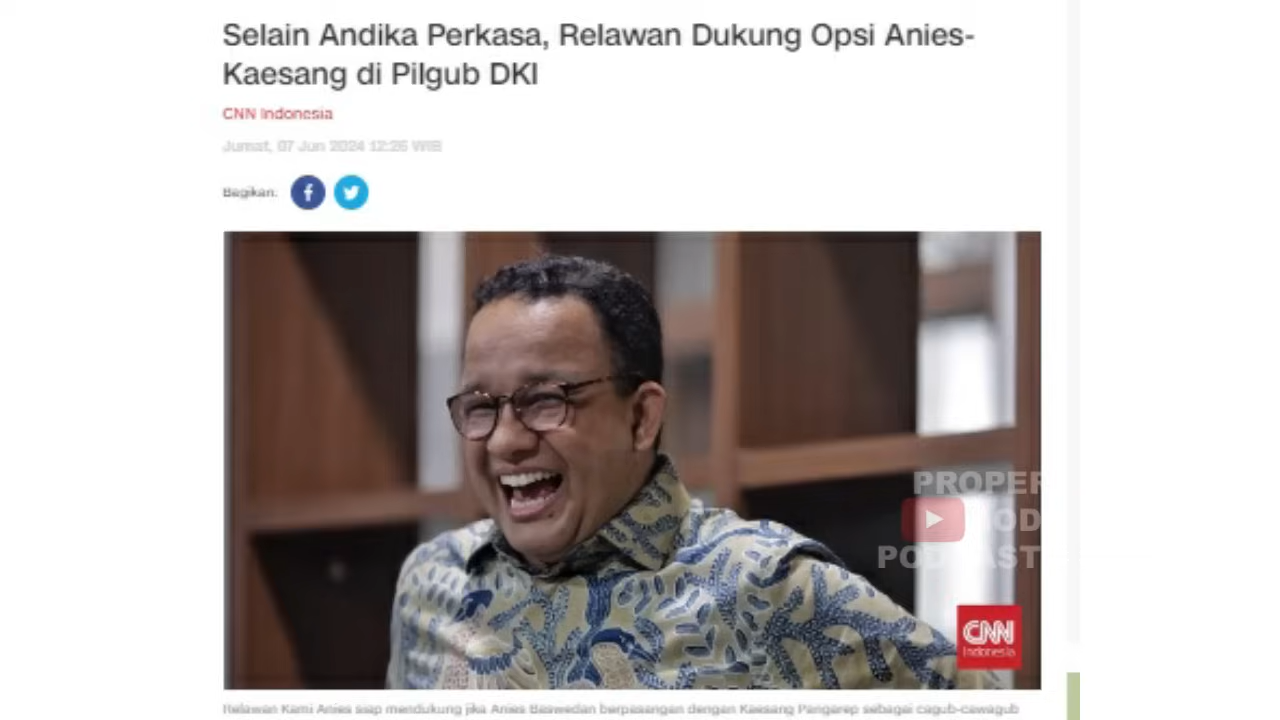 Selain Andika Perkasa, Relawan Dukung Opsi Anies-
Kaesang di Pilgub DKI
CNN Indonesia
Jumat, 07 Jun 2024 12:26 WIB
Bagikan:
PROPER
POD
PODCAST
CNN
Indonesia
Relawan Kami Anies siap mendukung jika Anies Baswedan berpasangan dengan Kaesang Pangarep sebagai cagub-cawagub